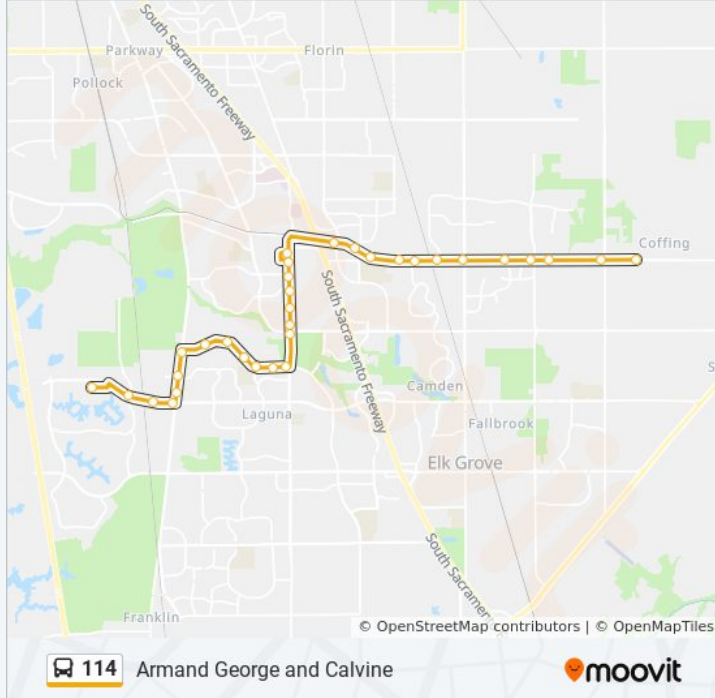 South Sacramento Freeway
Parkway
Florin
Pollock
Coffing
South Sacramento Freeway
S
Camden
Laguna
Fallbrook
Elk Grove
South Sacramen
Franklin
© OpenStreetMap contributors | © OpenMapTiles
114 Armand George and Calvine
moovit